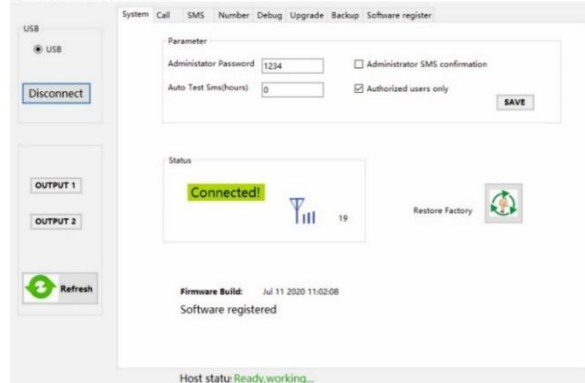 System Call SMS Number Debug Upgrade Backup Software register
USB
USB
Disconnect
Parameter
Administator Password 1234 Administrator SMS confirmation
Auto Test Sms(hours) 0 Authorized users only
SAVE
OUTPUT 1
OUTPUT 2
Refresh
Status
Connected!
19
Restore Factory
Firmware Build: Jul 11 2020 11:02:08
Software registered
Host statu: Ready,working...